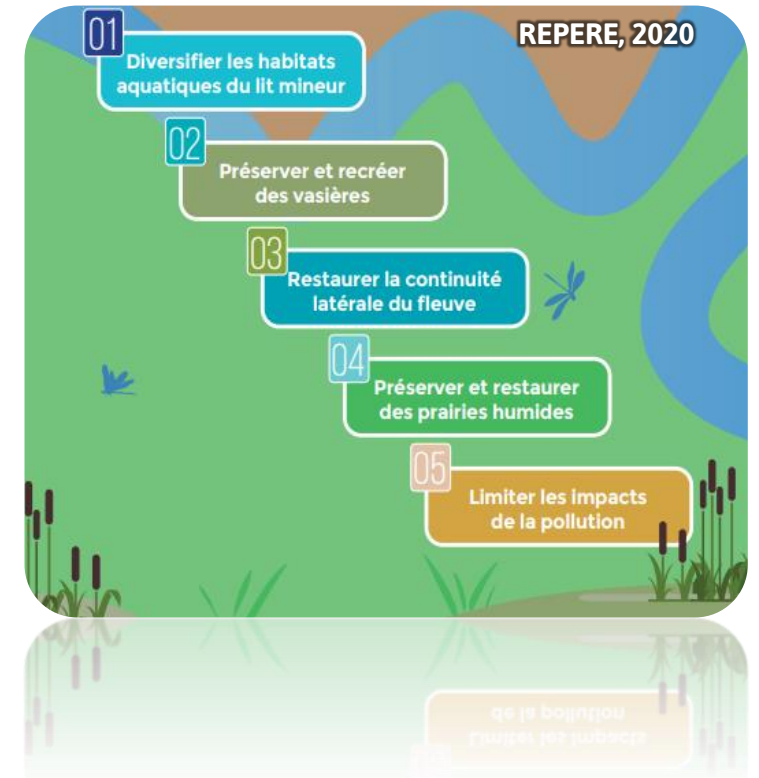 REPERE, 2020
01
Diversifier les habitats
aquatiques du lit mineur
02
Préserver et recréer
des vasières
03
Restaurer la continuité
latérale du fleuve
04
Préserver et restaurer
des prairies humides
05
Limiter les impacts
de la pollution